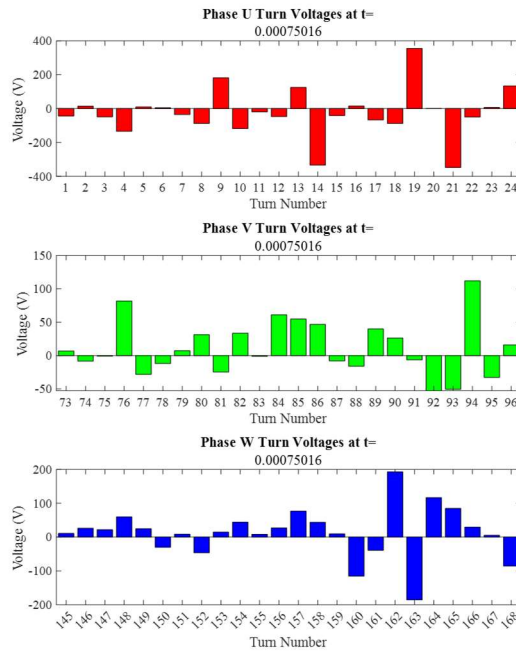 Phase U Turn Voltages at t=
0.00075016
400
200
0
-200
-400
Voltage (V)
1 2 3 4 5 6 7 8 9 10 11 12 13 14 15 16 17 18 19 20 21 22 23 24
Turn Number
Phase V Turn Voltages at t=
0.00075016
150
100
50
0
-50
Voltage (V)
73 74 75 76 77 78 79 80 81 82 83 84 85 86 87 88 89 90 91 92 93 94 95 96
Turn Number
Phase W Turn Voltages at t=
0.00075016
200
100
0
-100
-200
Voltage (V)
145 146 147 148 149 150 151 152 153 154 155 156 157 158 159 160 161 162 163 164 165 166 167 168
Turn Number